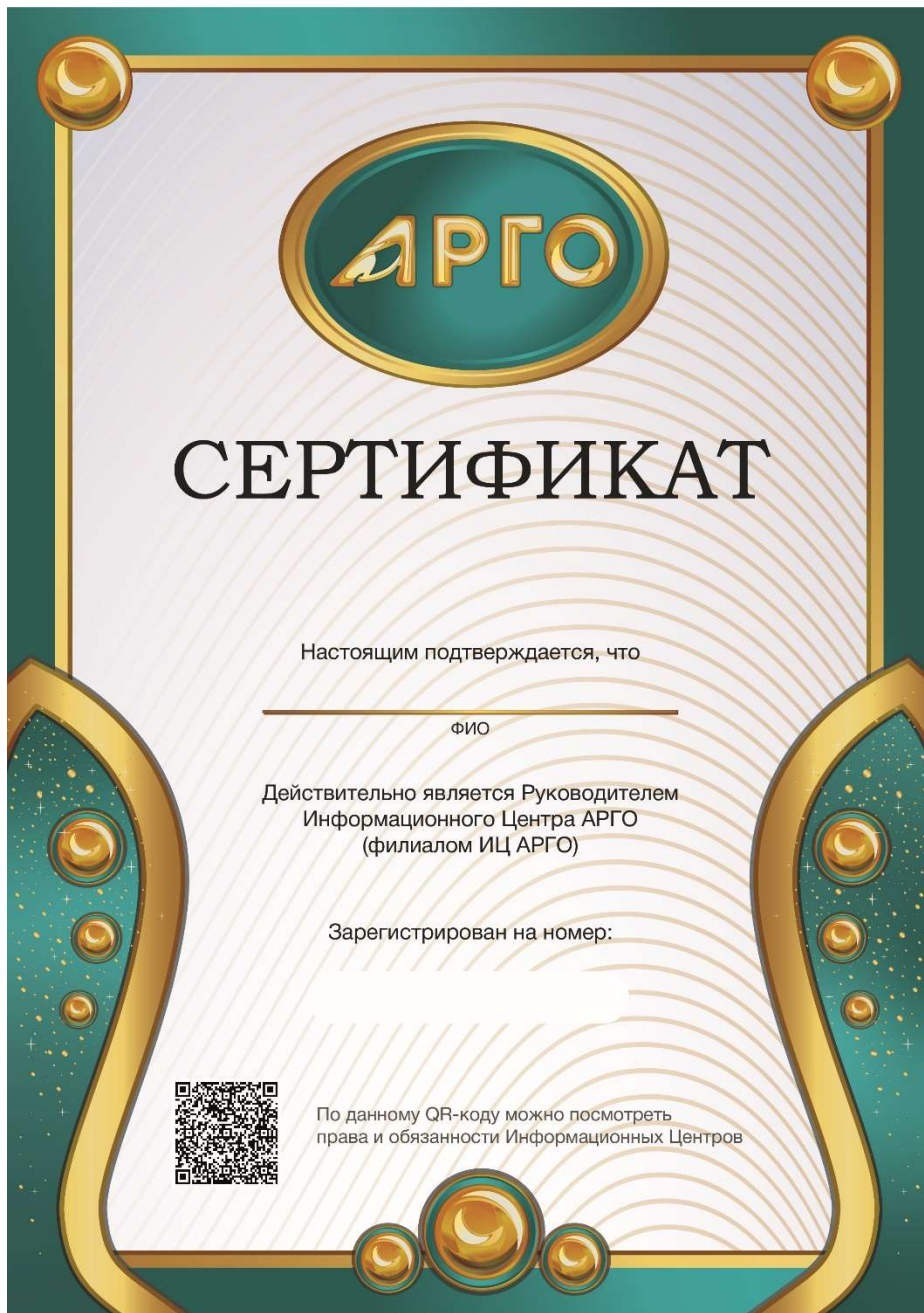 АРГО
СЕРТИФИКАТ
Настоящим подтверждается, что
ФИО
Действительно является Руководителем
Информационного Центра АРГО
(филиалом ИЦ АРГО)
Зарегистрирован на номер:
По данному QR-коду можно посмотреть
права и обязанности Информационных Центров